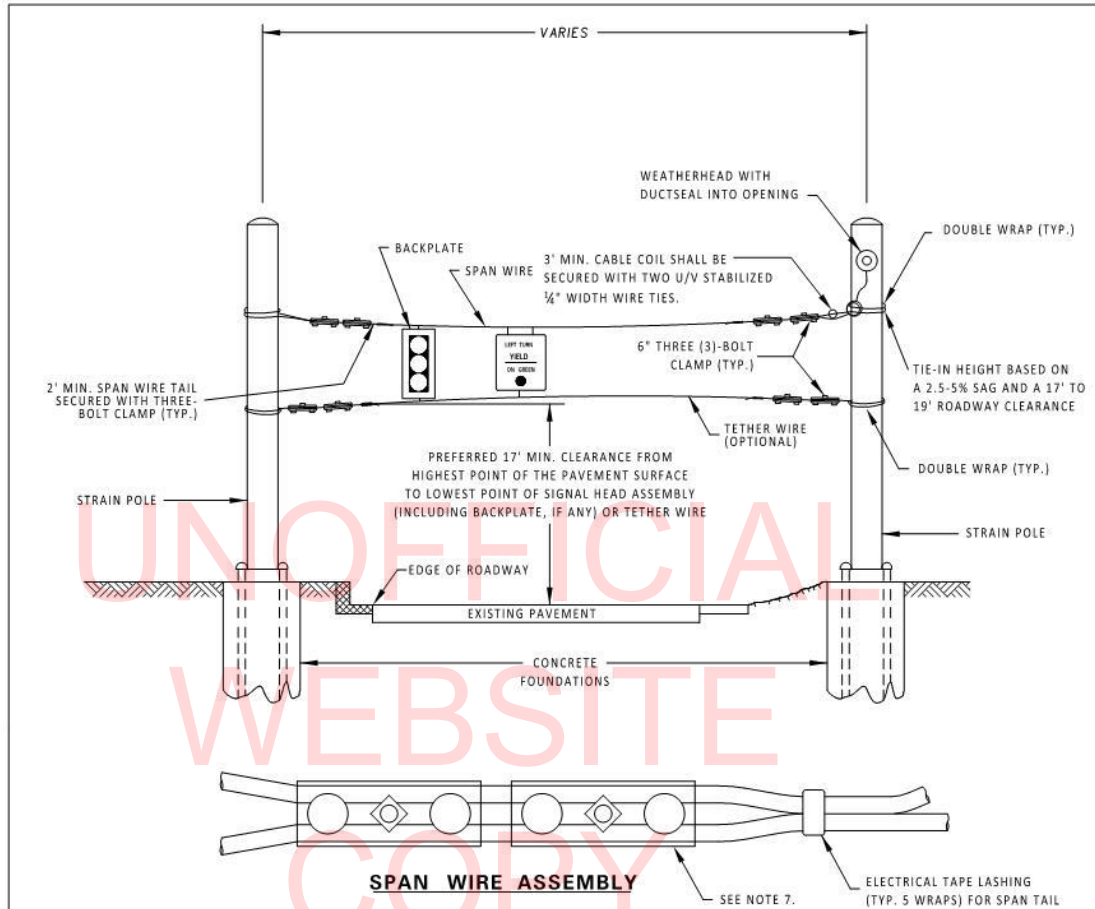 VARIES
WEATHERHEAD WITH
DUCTSEAL INTO OPENING
DOUBLE WRAP (TYP.)
BACKPLATE
SPAN WIRE
3' MIN. CABLE COIL SHALL BE
SECURED WITH TWO U/V STABILIZED
¼" WIDTH WIRE TIES.
LEFT TURN
YIELD
ON GREEN
6" THREE (3)-BOLT
CLAMP (TYP.)
TIE-IN HEIGHT BASED ON
A 2.5-5% SAG AND A 17' TO
19' ROADWAY CLEARANCE
2' MIN. SPAN WIRE TAIL
SECURED WITH THREE-
BOLT CLAMP (TYP.)
TETHER WIRE
(OPTIONAL)
PREFERRED 17' MIN. CLEARANCE FROM
HIGHEST POINT OF THE PAVEMENT SURFACE
TO LOWEST POINT OF SIGNAL HEAD ASSEMBLY
(INCLUDING BACKPLATE, IF ANY) OR TETHER WIRE
DOUBLE WRAP (TYP.)
STRAIN POLE
STRAIN POLE
UNOFFICIAL
EDGE OF ROADWAY
EXISTING PAVEMENT
CONCRETE
FOUNDATIONS
WEBSITE
COPY
SPAN WIRE ASSEMBLY
SEE NOTE 7.
ELECTRICAL TAPE LASHING
(TYP. 5 WRAPS) FOR SPAN TAIL